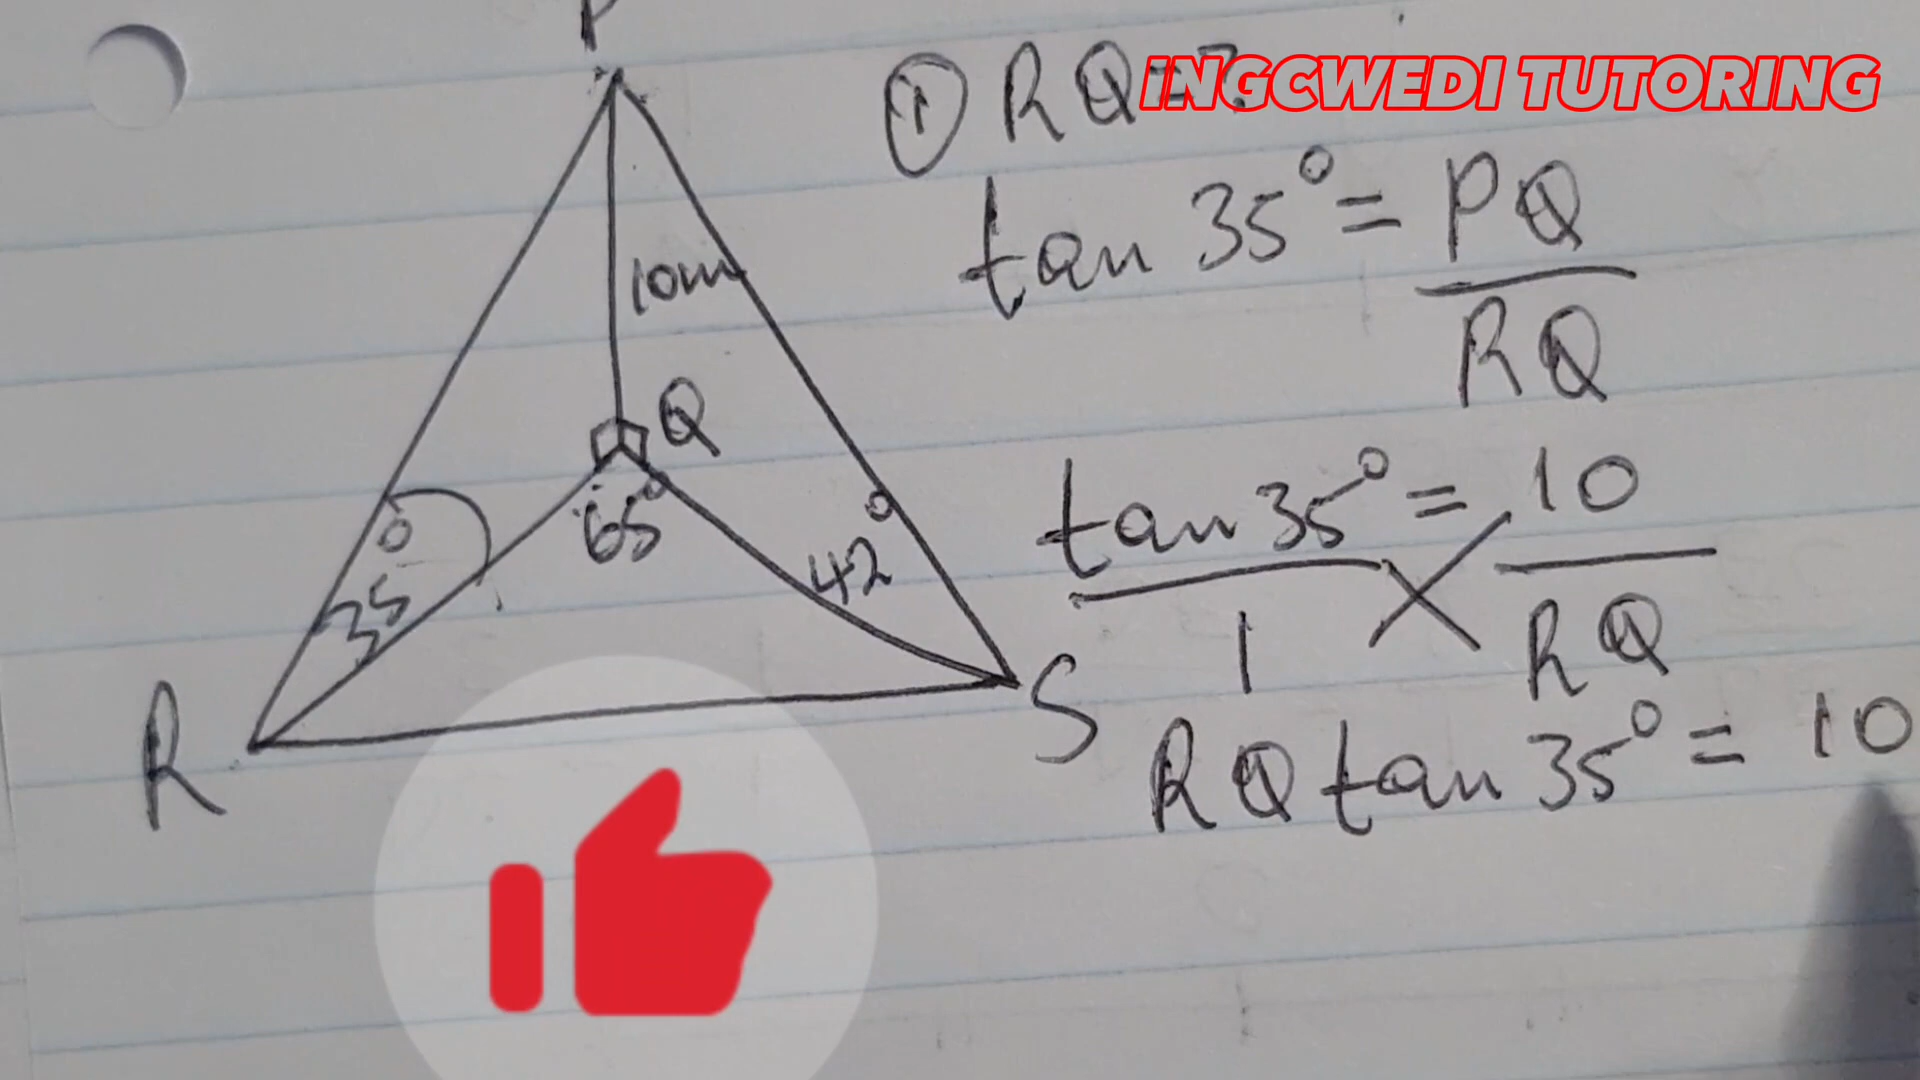 P
① RQ = ?
INGCWEDI TUTORING
tan 35° = PQ
RQ
10m
Q
65°
35°
42°
R
S
tan 35° = 10
1 RQ
RQ tan 35° = 10